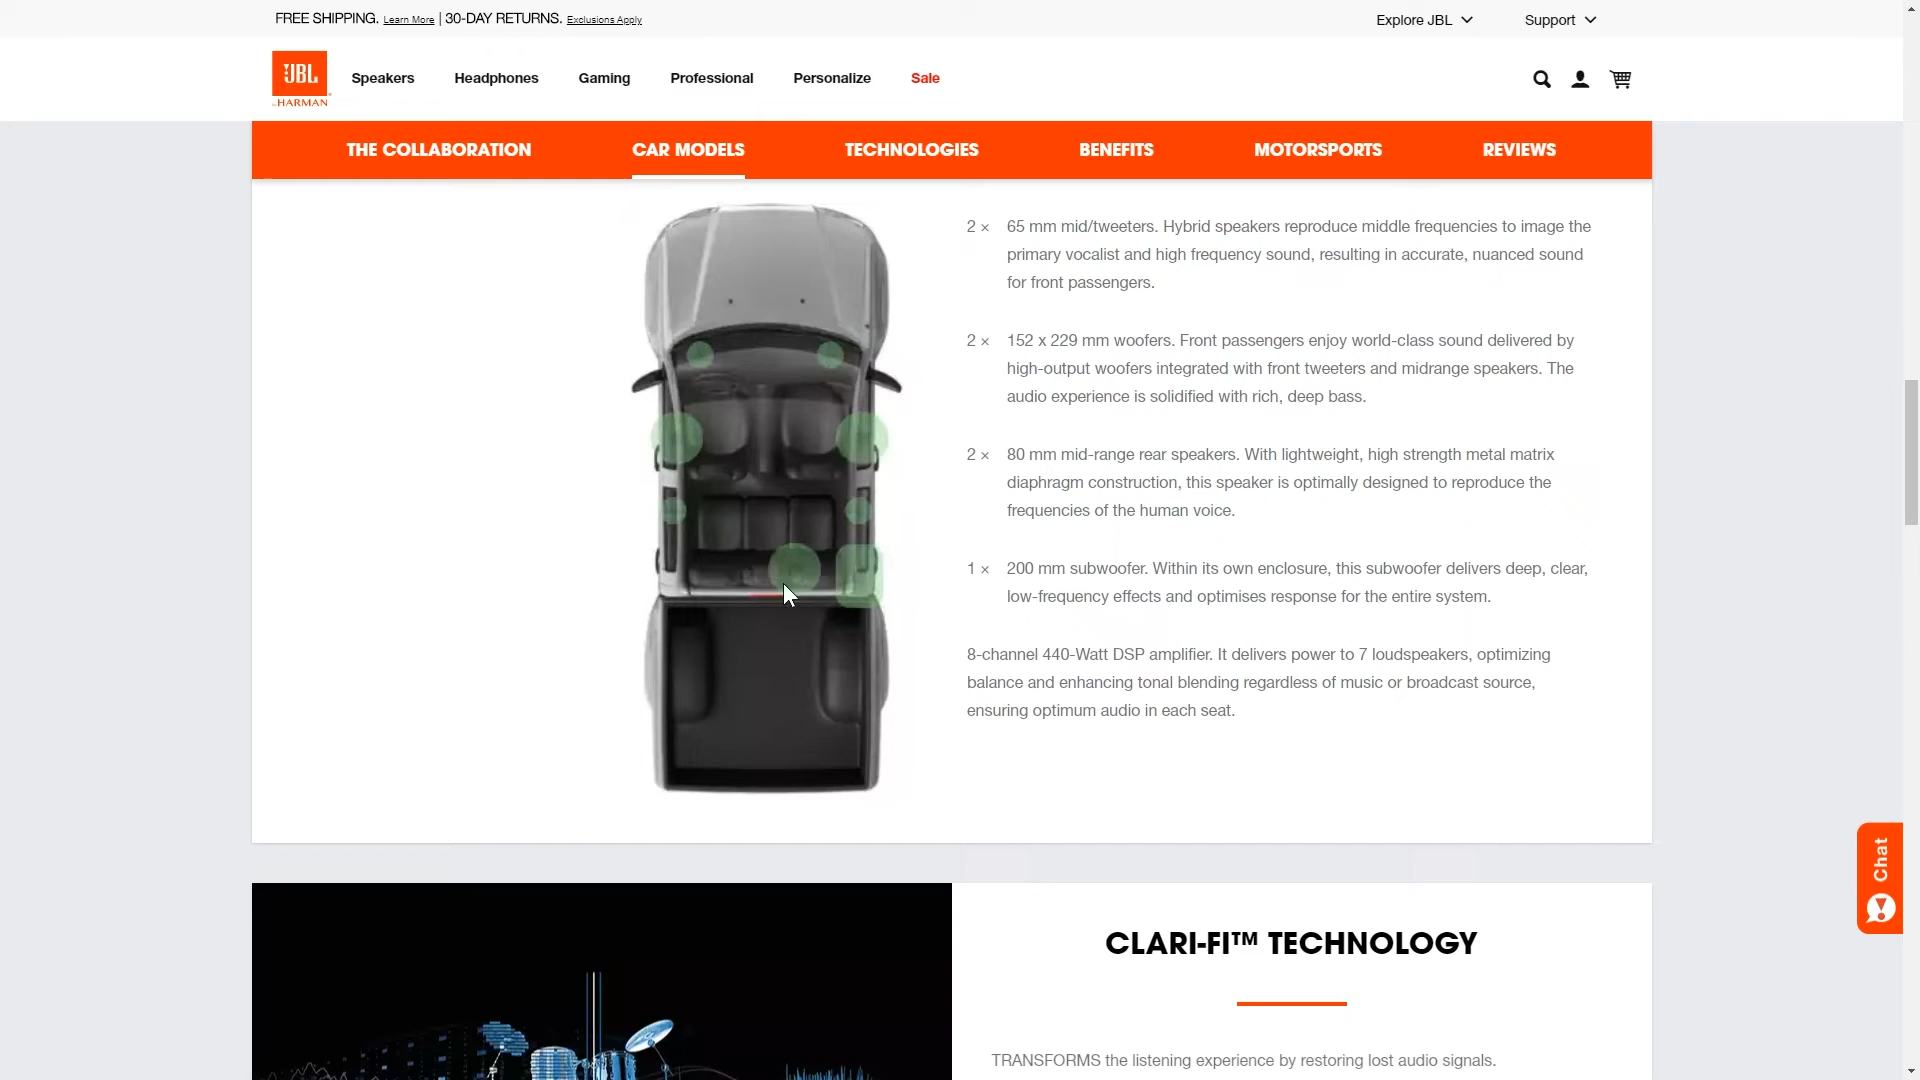 FREE SHIPPING. Learn More | 30-DAY RETURNS. Exclusions Apply
Explore JBL
Support
JBL
by HARMAN
Speakers
Headphones
Gaming
Professional
Personalize
Sale
THE COLLABORATION
CAR MODELS
TECHNOLOGIES
BENEFITS
MOTORSPORTS
REVIEWS
2 × 65 mm mid/tweeters. Hybrid speakers reproduce middle frequencies to image the
primary vocalist and high frequency sound, resulting in accurate, nuanced sound
for front passengers.
2 × 152 x 229 mm woofers. Front passengers enjoy world-class sound delivered by
high-output woofers integrated with front tweeters and midrange speakers. The
audio experience is solidified with rich, deep bass.
2 × 80 mm mid-range rear speakers. With lightweight, high strength metal matrix
diaphragm construction, this speaker is optimally designed to reproduce the
frequencies of the human voice.
1 × 200 mm subwoofer. Within its own enclosure, this subwoofer delivers deep, clear,
low-frequency effects and optimises response for the entire system.
8-channel 440-Watt DSP amplifier. It delivers power to 7 loudspeakers, optimizing
balance and enhancing tonal blending regardless of music or broadcast source,
ensuring optimum audio in each seat.
Chat
CLARI-FI™ TECHNOLOGY
TRANSFORMS the listening experience by restoring lost audio signals.